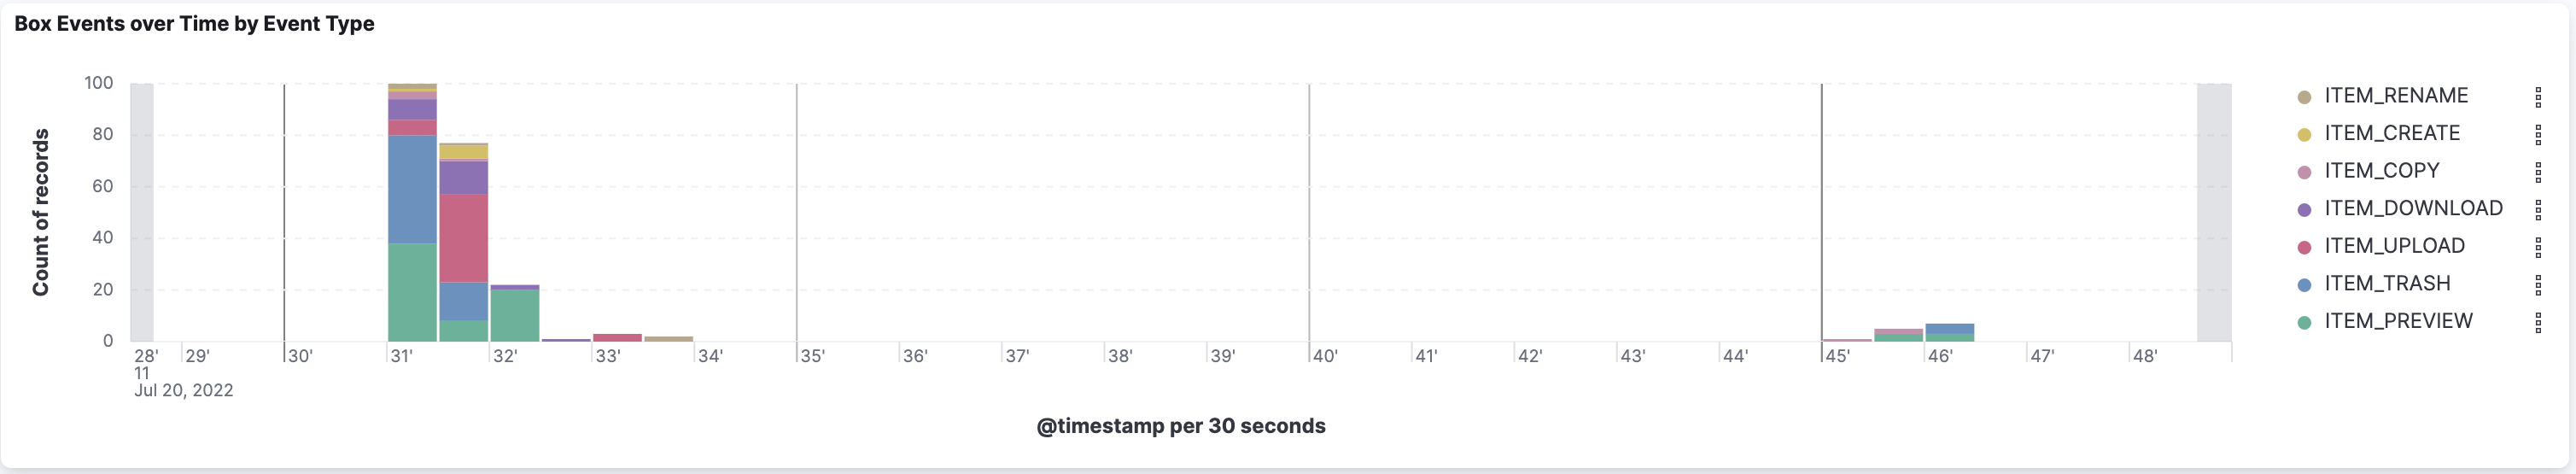 Box Events over Time by Event Type
Count of records
100
80
60
40
20
0
28' 29' 30' 31' 32' 33' 34' 35' 36' 37' 38' 39' 40' 41' 42' 43' 44' 45' 46' 47' 48'
11
Jul 20, 2022
@timestamp per 30 seconds
ITEM_RENAME
ITEM_CREATE
ITEM_COPY
ITEM_DOWNLOAD
ITEM_UPLOAD
ITEM_TRASH
ITEM_PREVIEW